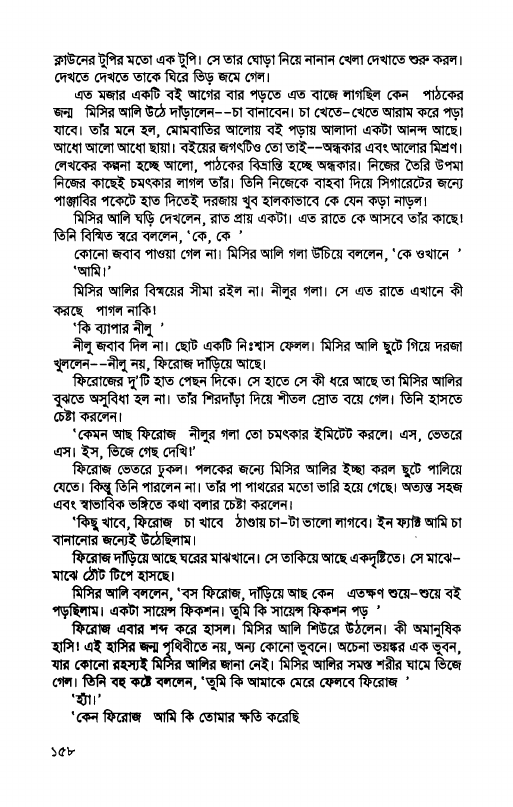 ক্লাউনের টুপির মতো এক টুপি। সে তার ঘোড়া নিয়ে নানান খেলা দেখাতে শুরু করল।
দেখতে দেখতে তাকে ঘিরে ভিড় জমে গেল।
এত মজার একটি বই আগের বার পড়তে এত বাজে লাগছিল কেন পাঠকের
জন্ম মিসির আলি উঠে দাঁড়ালেন--চা বানাবেন। চা খেতে-খেতে আরাম করে পড়া
যাবে। তাঁর মনে হল, মোমবাতির আলোয় বই পড়ায় আলাদা একটা আনন্দ আছে।
আধো আলো আধো ছায়া। বইয়ের জগৎটিও তো তাই--অন্ধকার এবং আলোর মিশ্রণ।
লেখকের কল্পনা হচ্ছে আলো, পাঠকের বিভ্রান্তি হচ্ছে অন্ধকার। নিজের তৈরি উপমা
নিজের কাছেই চমৎকার লাগল তাঁর। তিনি নিজেকে বাহবা দিয়ে সিগারেটের জন্যে
পাঞ্জাবির পকেটে হাত দিতেই দরজায় খুব হালকাভাবে কে যেন কড়া নাড়ল।
মিসির আলি ঘড়ি দেখলেন, রাত প্রায় একটা। এত রাতে কে আসবে তাঁর কাছে!
তিনি বিস্মিত স্বরে বললেন, ‘কে, কে ’
কোনো জবাব পাওয়া গেল না। মিসির আলি গলা উঁচিয়ে বললেন, ‘কে ওখানে ’
‘আমি।’
মিসির আলির বিস্ময়ের সীমা রইল না। নীলুর গলা। সে এত রাতে এখানে কী
করছে পাগল নাকি!
‘কি ব্যাপার নীলু ’
নীলু জবাব দিল না। ছোট একটি নিঃশ্বাস ফেলল। মিসির আলি ছুটে গিয়ে দরজা
খুললেন--নীলু নয়, ফিরোজ দাঁড়িয়ে আছে।
ফিরোজের দু'টি হাত পেছন দিকে। সে হাতে সে কী ধরে আছে তা মিসির আলির
বুঝতে অসুবিধা হল না। তাঁর শিরদাঁড়া দিয়ে শীতল স্রোত বয়ে গেল। তিনি হাসতে
চেষ্টা করলেন।
‘কেমন আছ ফিরোজ নীলুর গলা তো চমৎকার ইমিটেট করলে। এস, ভেতরে
এস। ইস, ভিজে গেছ দেখি!’
ফিরোজ ভেতরে ঢুকল। পলকের জন্যে মিসির আলির ইচ্ছা করল ছুটে পালিয়ে
যেতে। কিন্তু তিনি পারলেন না। তাঁর পা পাথরের মতো ভারি হয়ে গেছে। অত্যন্ত সহজ
এবং স্বাভাবিক ভঙ্গিতে কথা বলার চেষ্টা করলেন।
‘কিছু খাবে, ফিরোজ চা খাবে ঠাণ্ডায় চা-টা ভালো লাগবে। ইন ফ্যাক্ট আমি চা
বানানোর জন্যেই উঠেছিলাম।
ফিরোজ দাঁড়িয়ে আছে ঘরের মাঝখানে। সে তাকিয়ে আছে একদৃষ্টিতে। সে মাঝে-
মাঝে ঠোঁট টিপে হাসছে।
মিসির আলি বললেন, ‘বস ফিরোজ, দাঁড়িয়ে আছ কেন এতক্ষণ শুয়ে-শুয়ে বই
পড়ছিলাম। একটা সায়েন্স ফিকশন। তুমি কি সায়েন্স ফিকশন পড় ’
ফিরোজ এবার শব্দ করে হাসল। মিসির আলি শিউরে উঠলেন। কী অমানুষিক
হাসি! এই হাসির জন্ম পৃথিবীতে নয়, অন্য কোনো ভুবনে। অচেনা ভয়ঙ্কর এক ভুবন,
যার কোনো রহস্যই মিসির আলির জানা নেই। মিসির আলির সমস্ত শরীর ঘামে ভিজে
গেল। তিনি বহু কষ্টে বললেন, ‘তুমি কি আমাকে মেরে ফেলবে ফিরোজ ’
‘হ্যাঁ।’
‘কেন ফিরোজ আমি কি তোমার ক্ষতি করেছি
১৫৮